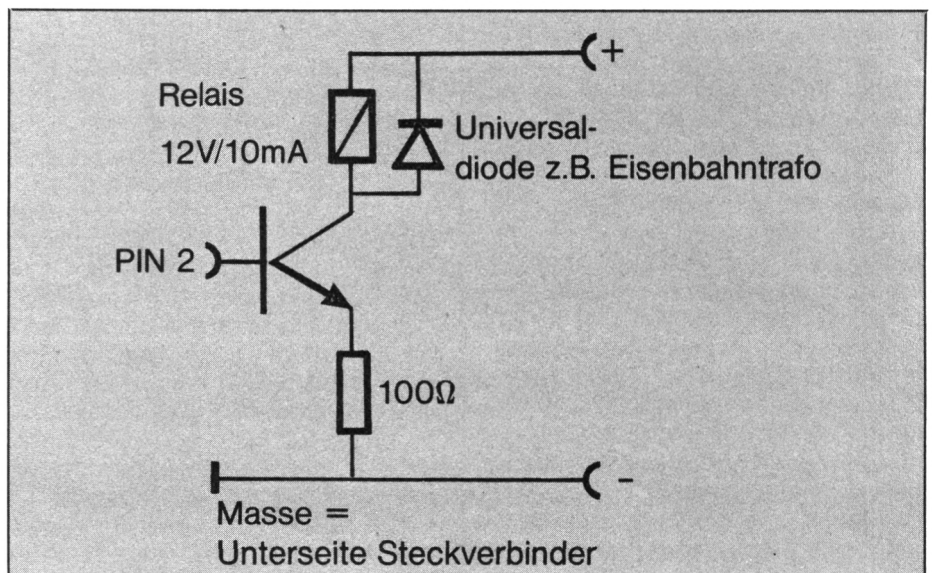 +
Relais
12V/10mA
Universal-
diode z.B. Eisenbahntrafo
PIN 2
100Ω
-
Masse =
Unterseite Steckverbinder